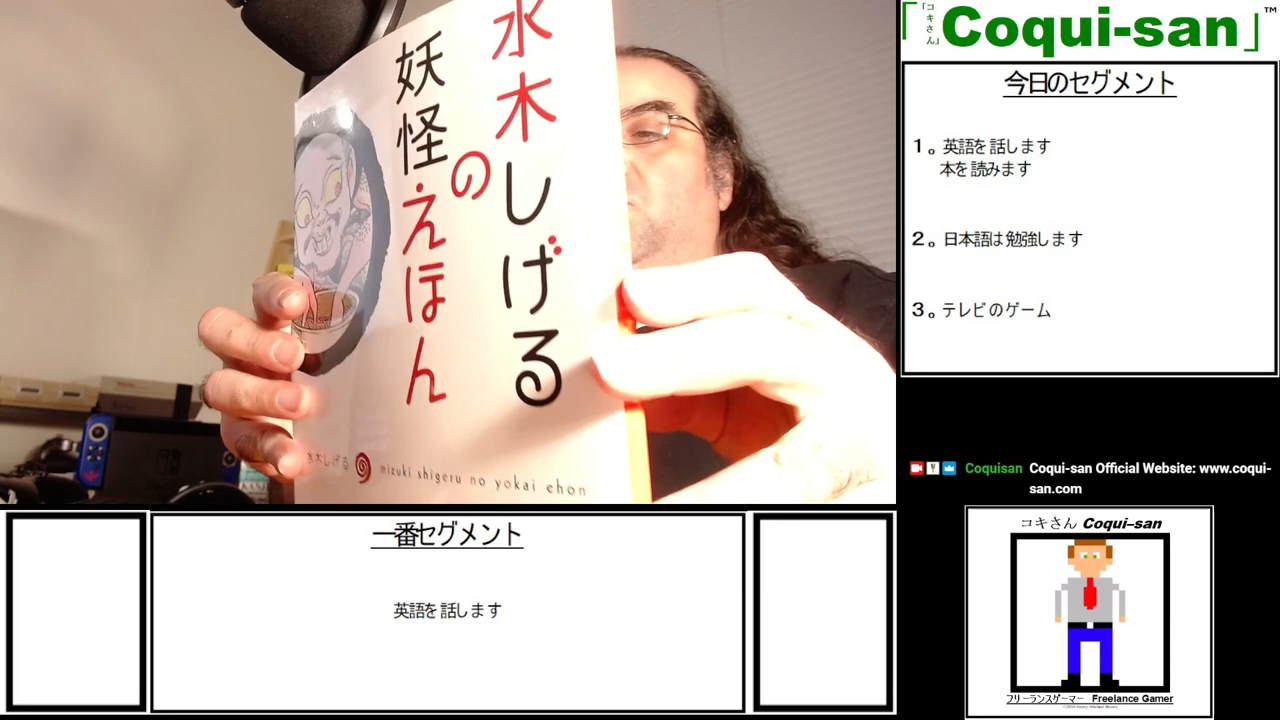 水木しげる
の
妖怪えほん
水木しげる
mizuki shigeru no yokai ehon
「コキさん」
「Coqui-san」™
今日のセグメント
1。英語を話します
本を読みます
2。日本語は勉強します
3。テレビのゲーム
Coquisan Coqui-san Official Website: www.coqui-
san.com
一番セグメント
英語を話します
コキさん Coqui-san
フリーランスゲーマー Freelance Gamer